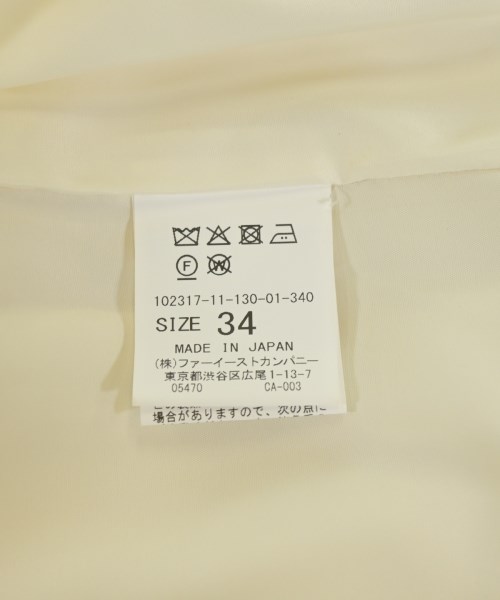 F W
102317-11-130-01-340
SIZE 34
MADE IN JAPAN
(株)ファーイーストカンパニー
東京都渋谷区広尾1-13-7
05470 CA-003
場合がありますので、次の点に